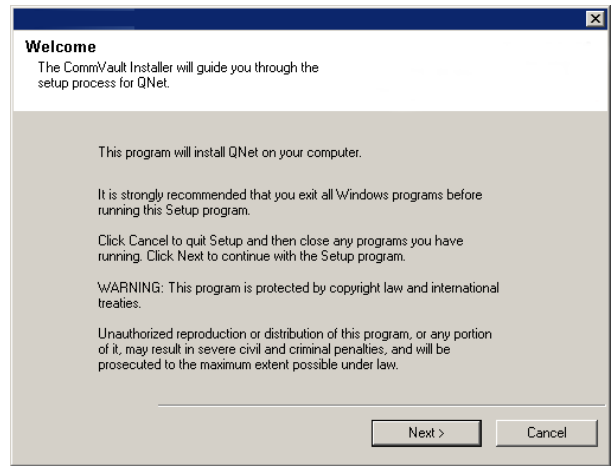 Welcome
The CommVault Installer will guide you through the
setup process for QNet.
This program will install QNet on your computer.
It is strongly recommended that you exit all Windows programs before
running this Setup program.
Click Cancel to quit Setup and then close any programs you have
running. Click Next to continue with the Setup program.
WARNING: This program is protected by copyright law and international
treaties.
Unauthorized reproduction or distribution of this program, or any portion
of it, may result in severe civil and criminal penalties, and will be
prosecuted to the maximum extent possible under law.
Next > Cancel